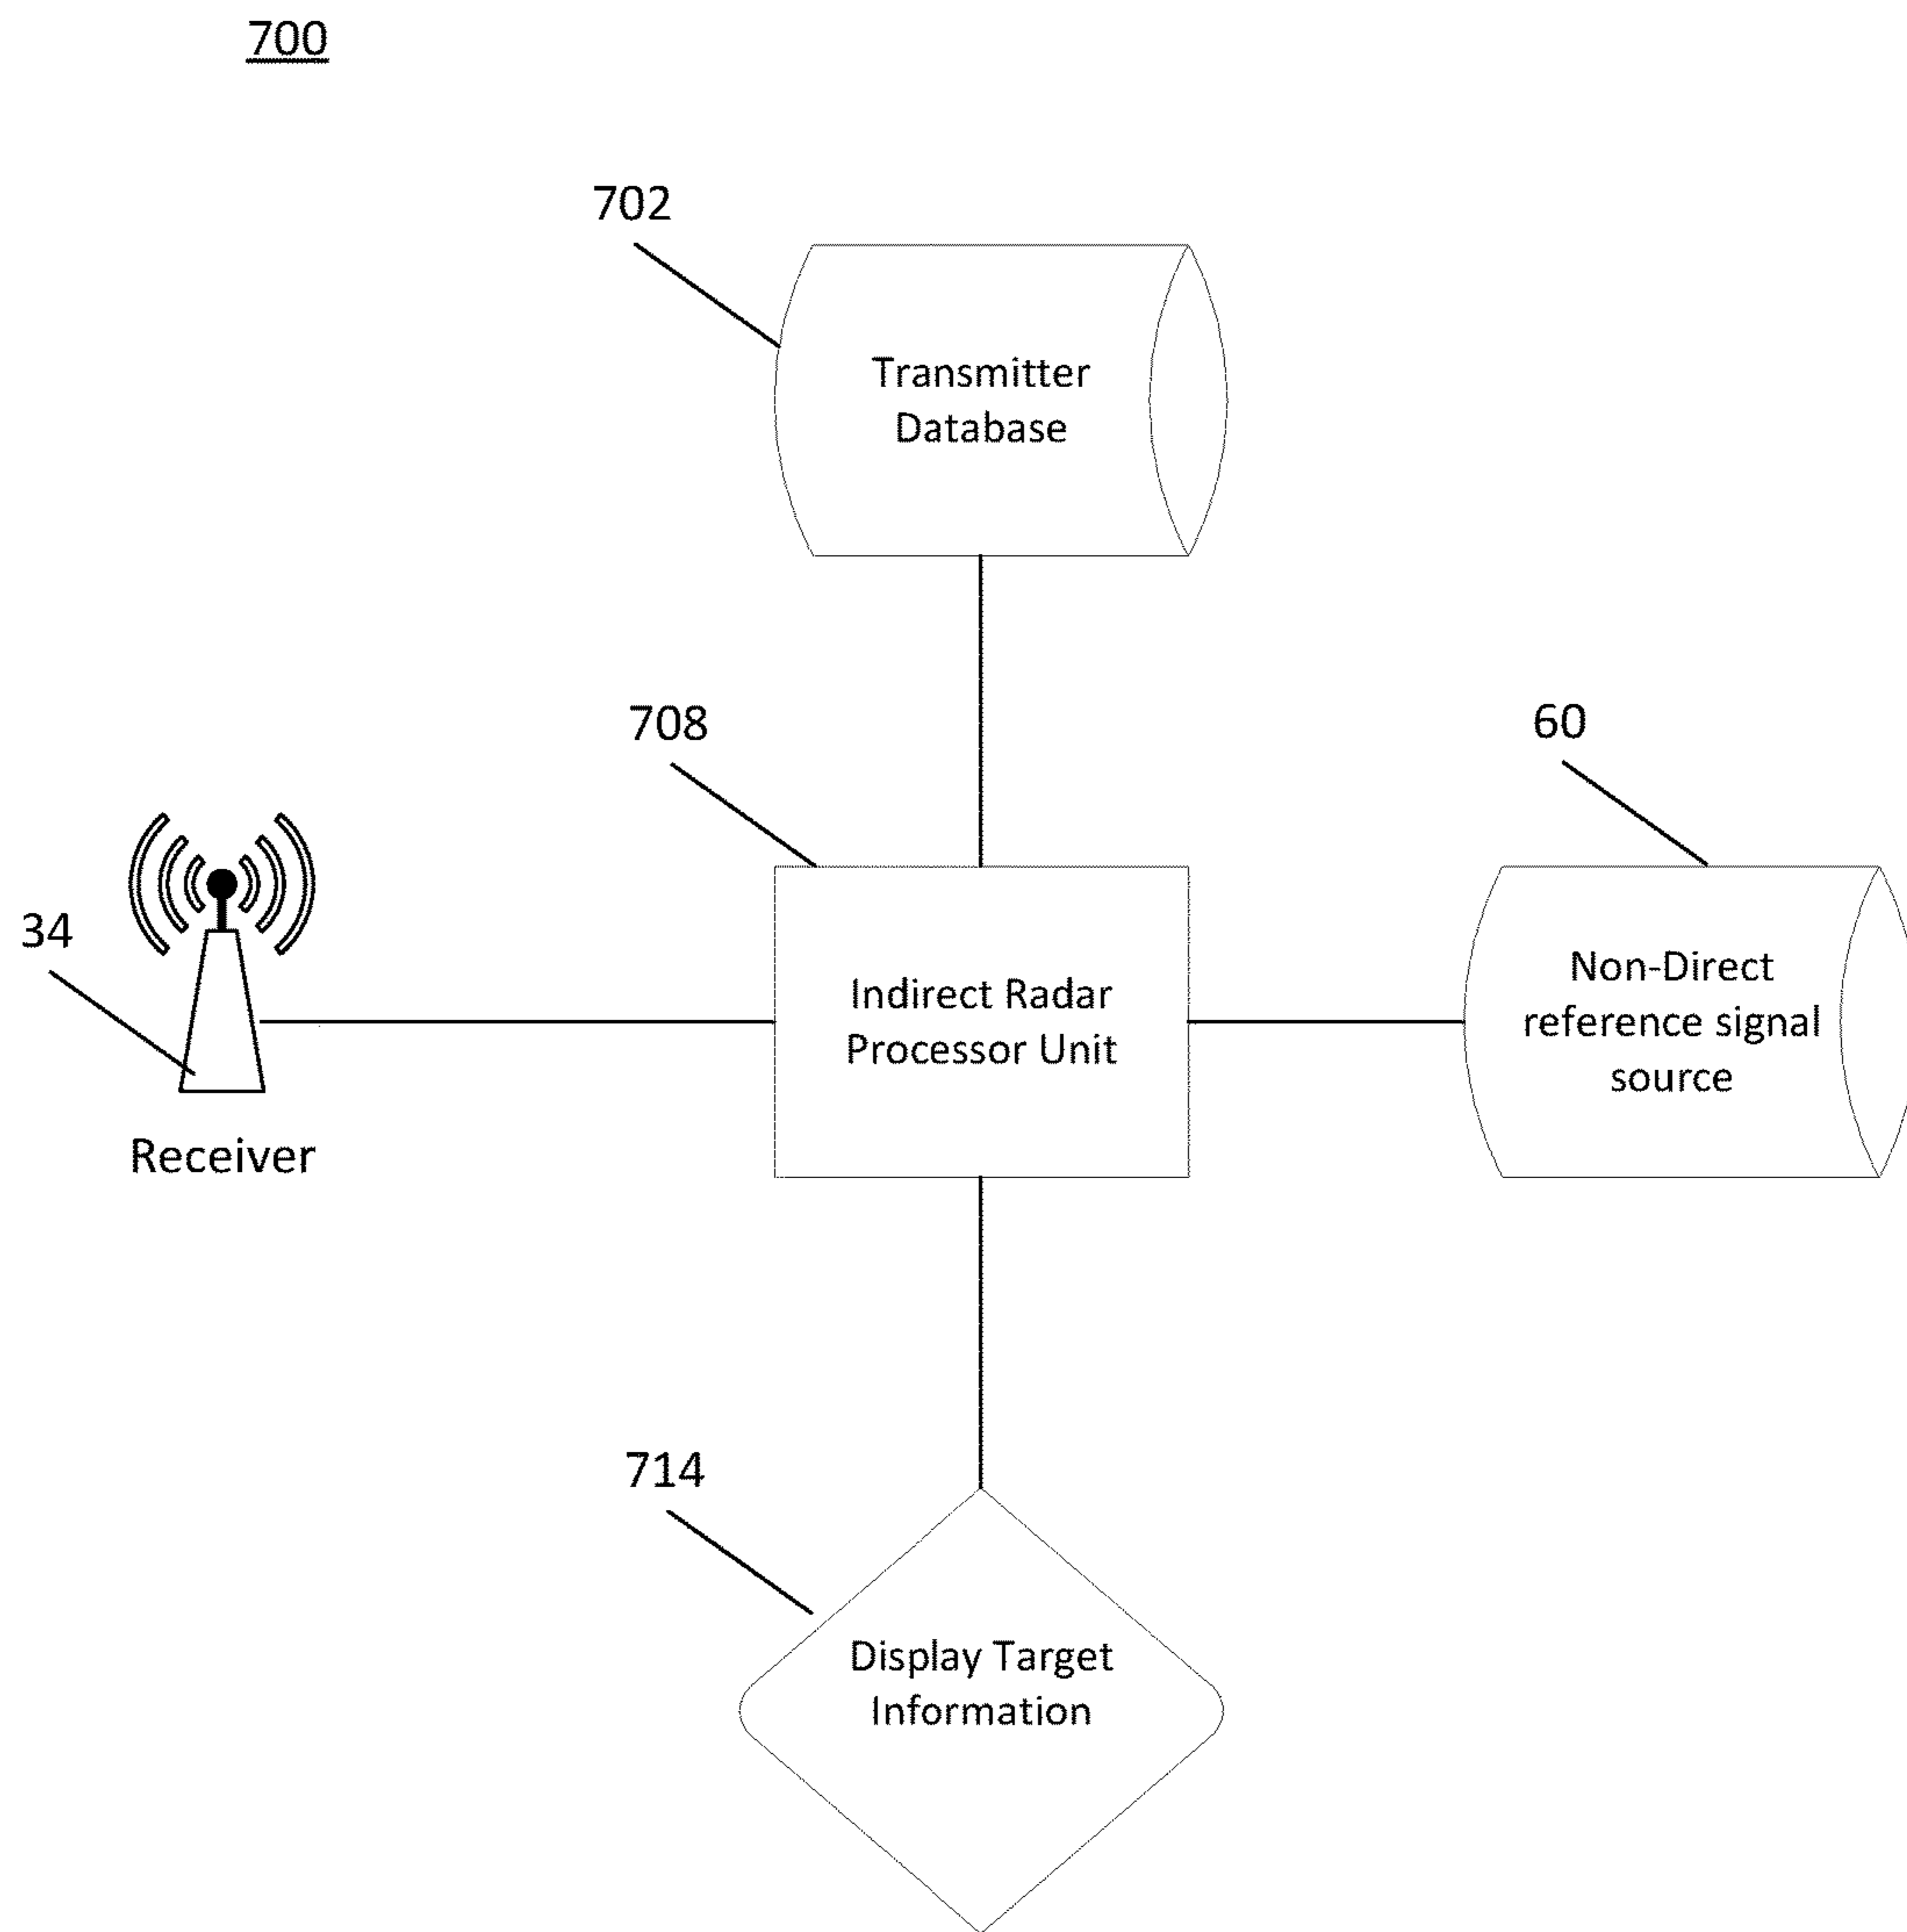 700
702
Transmitter
Database
708
60
34
Indirect Radar
Processor Unit
Non-Direct
reference signal
source
Receiver
714
Display Target
Information